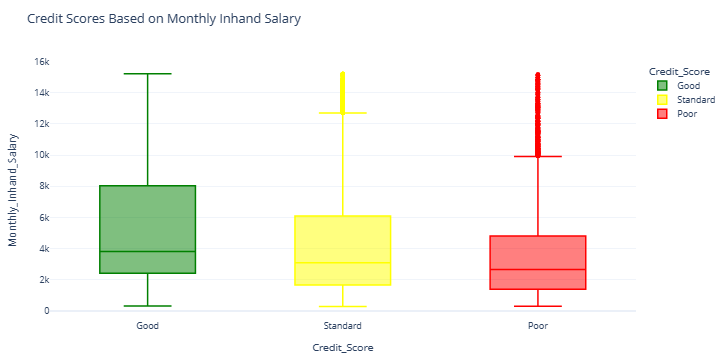 Credit Scores Based on Monthly Inhand Salary
16k
14k
12k
10k
8k
6k
4k
2k
0
Monthly_Inhand_Salary
Good
Standard
Poor
Credit_Score
Credit_Score
Good
Standard
Poor